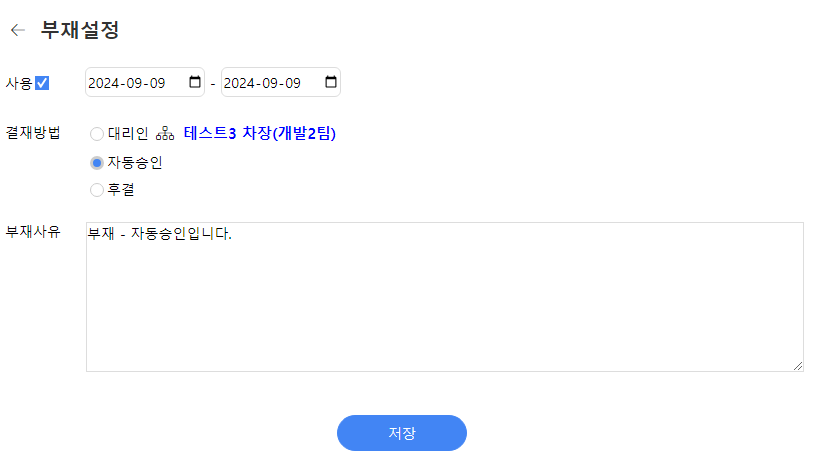 부재설정
사용 2024-09-09 - 2024-09-09
결재방법 대리인 테스트3 차장(개발2팀)
자동승인
후결
부재사유 부재 - 자동승인입니다.
저장